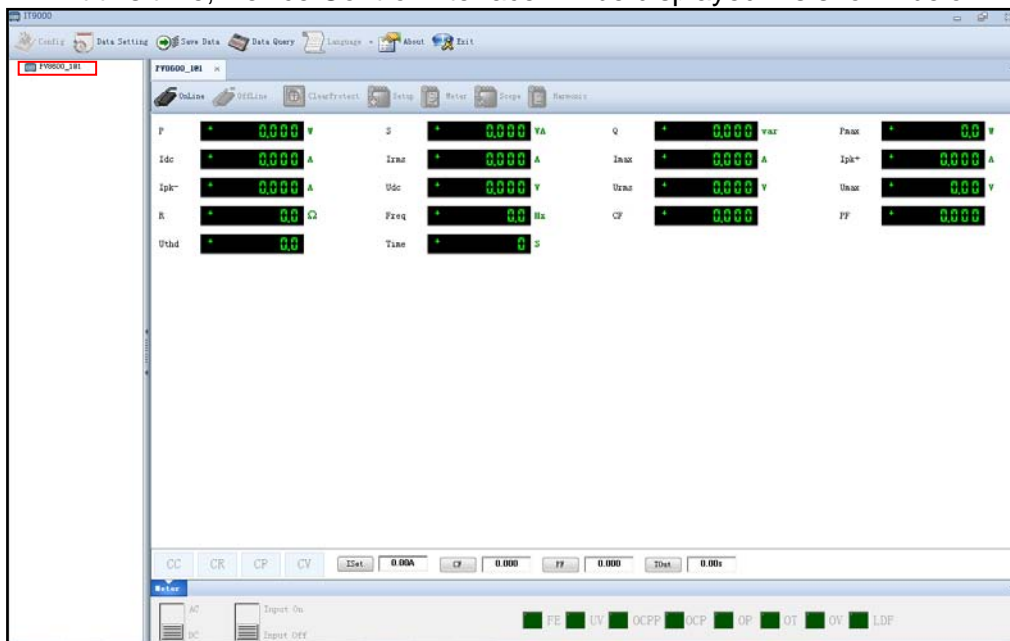 IT9000
Config Data Setting Save Data Data Query Language About Exit
PV8600_101
PV8600_101 ×
OnLine OffLine ClearProtect Setup Meter Scope Harmonic
P + 0.000 W S + 0.000 VA Q + 0.000 var Pmax + 0.0 W
Idc + 0.000 A Irms + 0.000 A Imax + 0.000 A Ipk+ + 0.000 A
Ipk- + 0.000 A Udc + 0.000 V Urms + 0.000 V Umax + 0.00 V
R + 0.0 Ω Freq + 0.0 Hz CF + 0.000 PF + 0.000
Uthd + 0.0 Time + 0 S
CC CR CP CV ISet 0.00A CF 0.000 PF 0.000 TOut 0.00s
Meter
AC Input On
FE UV OCPP OCP OP OT OV LDF
DC Input Off